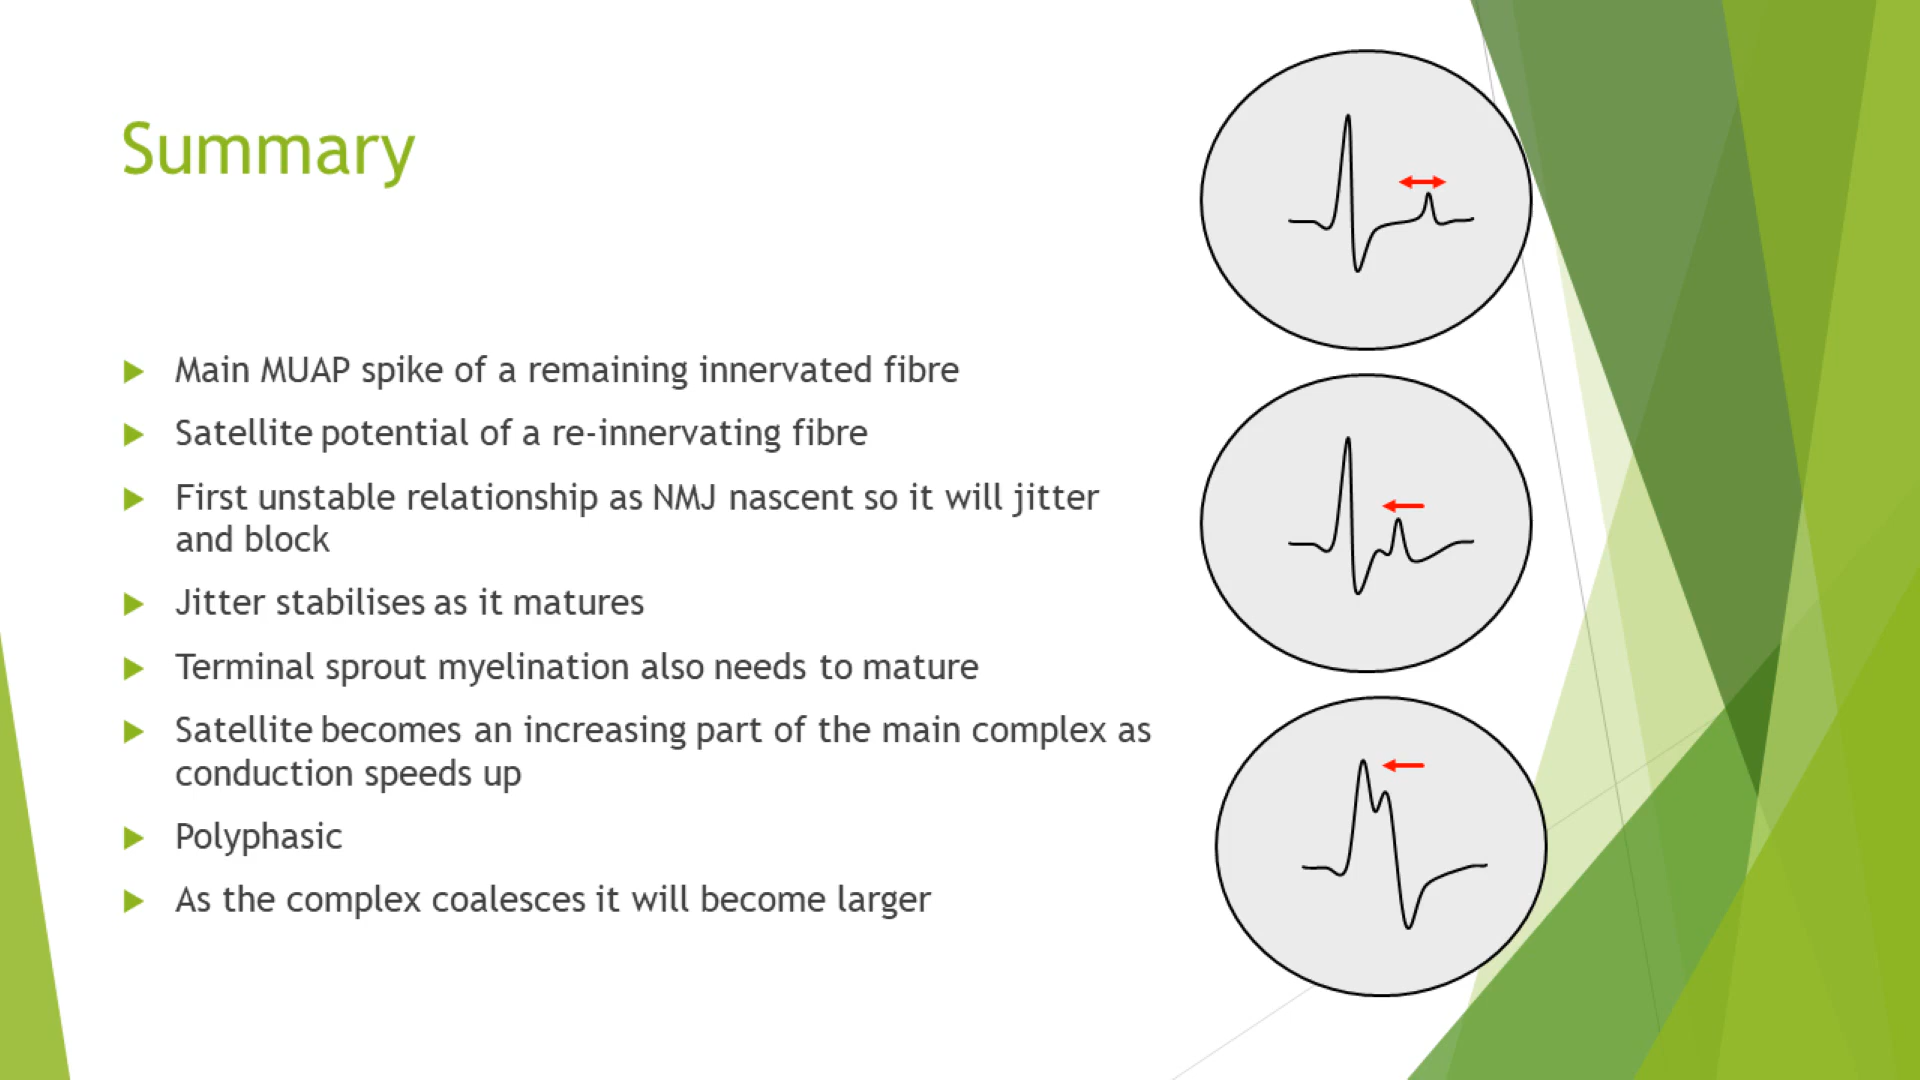 Summary
Main MUAP spike of a remaining innervated fibre
Satellite potential of a re-innervating fibre
First unstable relationship as NMJ nascent so it will jitter
and block
Jitter stabilises as it matures
Terminal sprout myelination also needs to mature
Satellite becomes an increasing part of the main complex as
conduction speeds up
Polyphasic
As the complex coalesces it will become larger